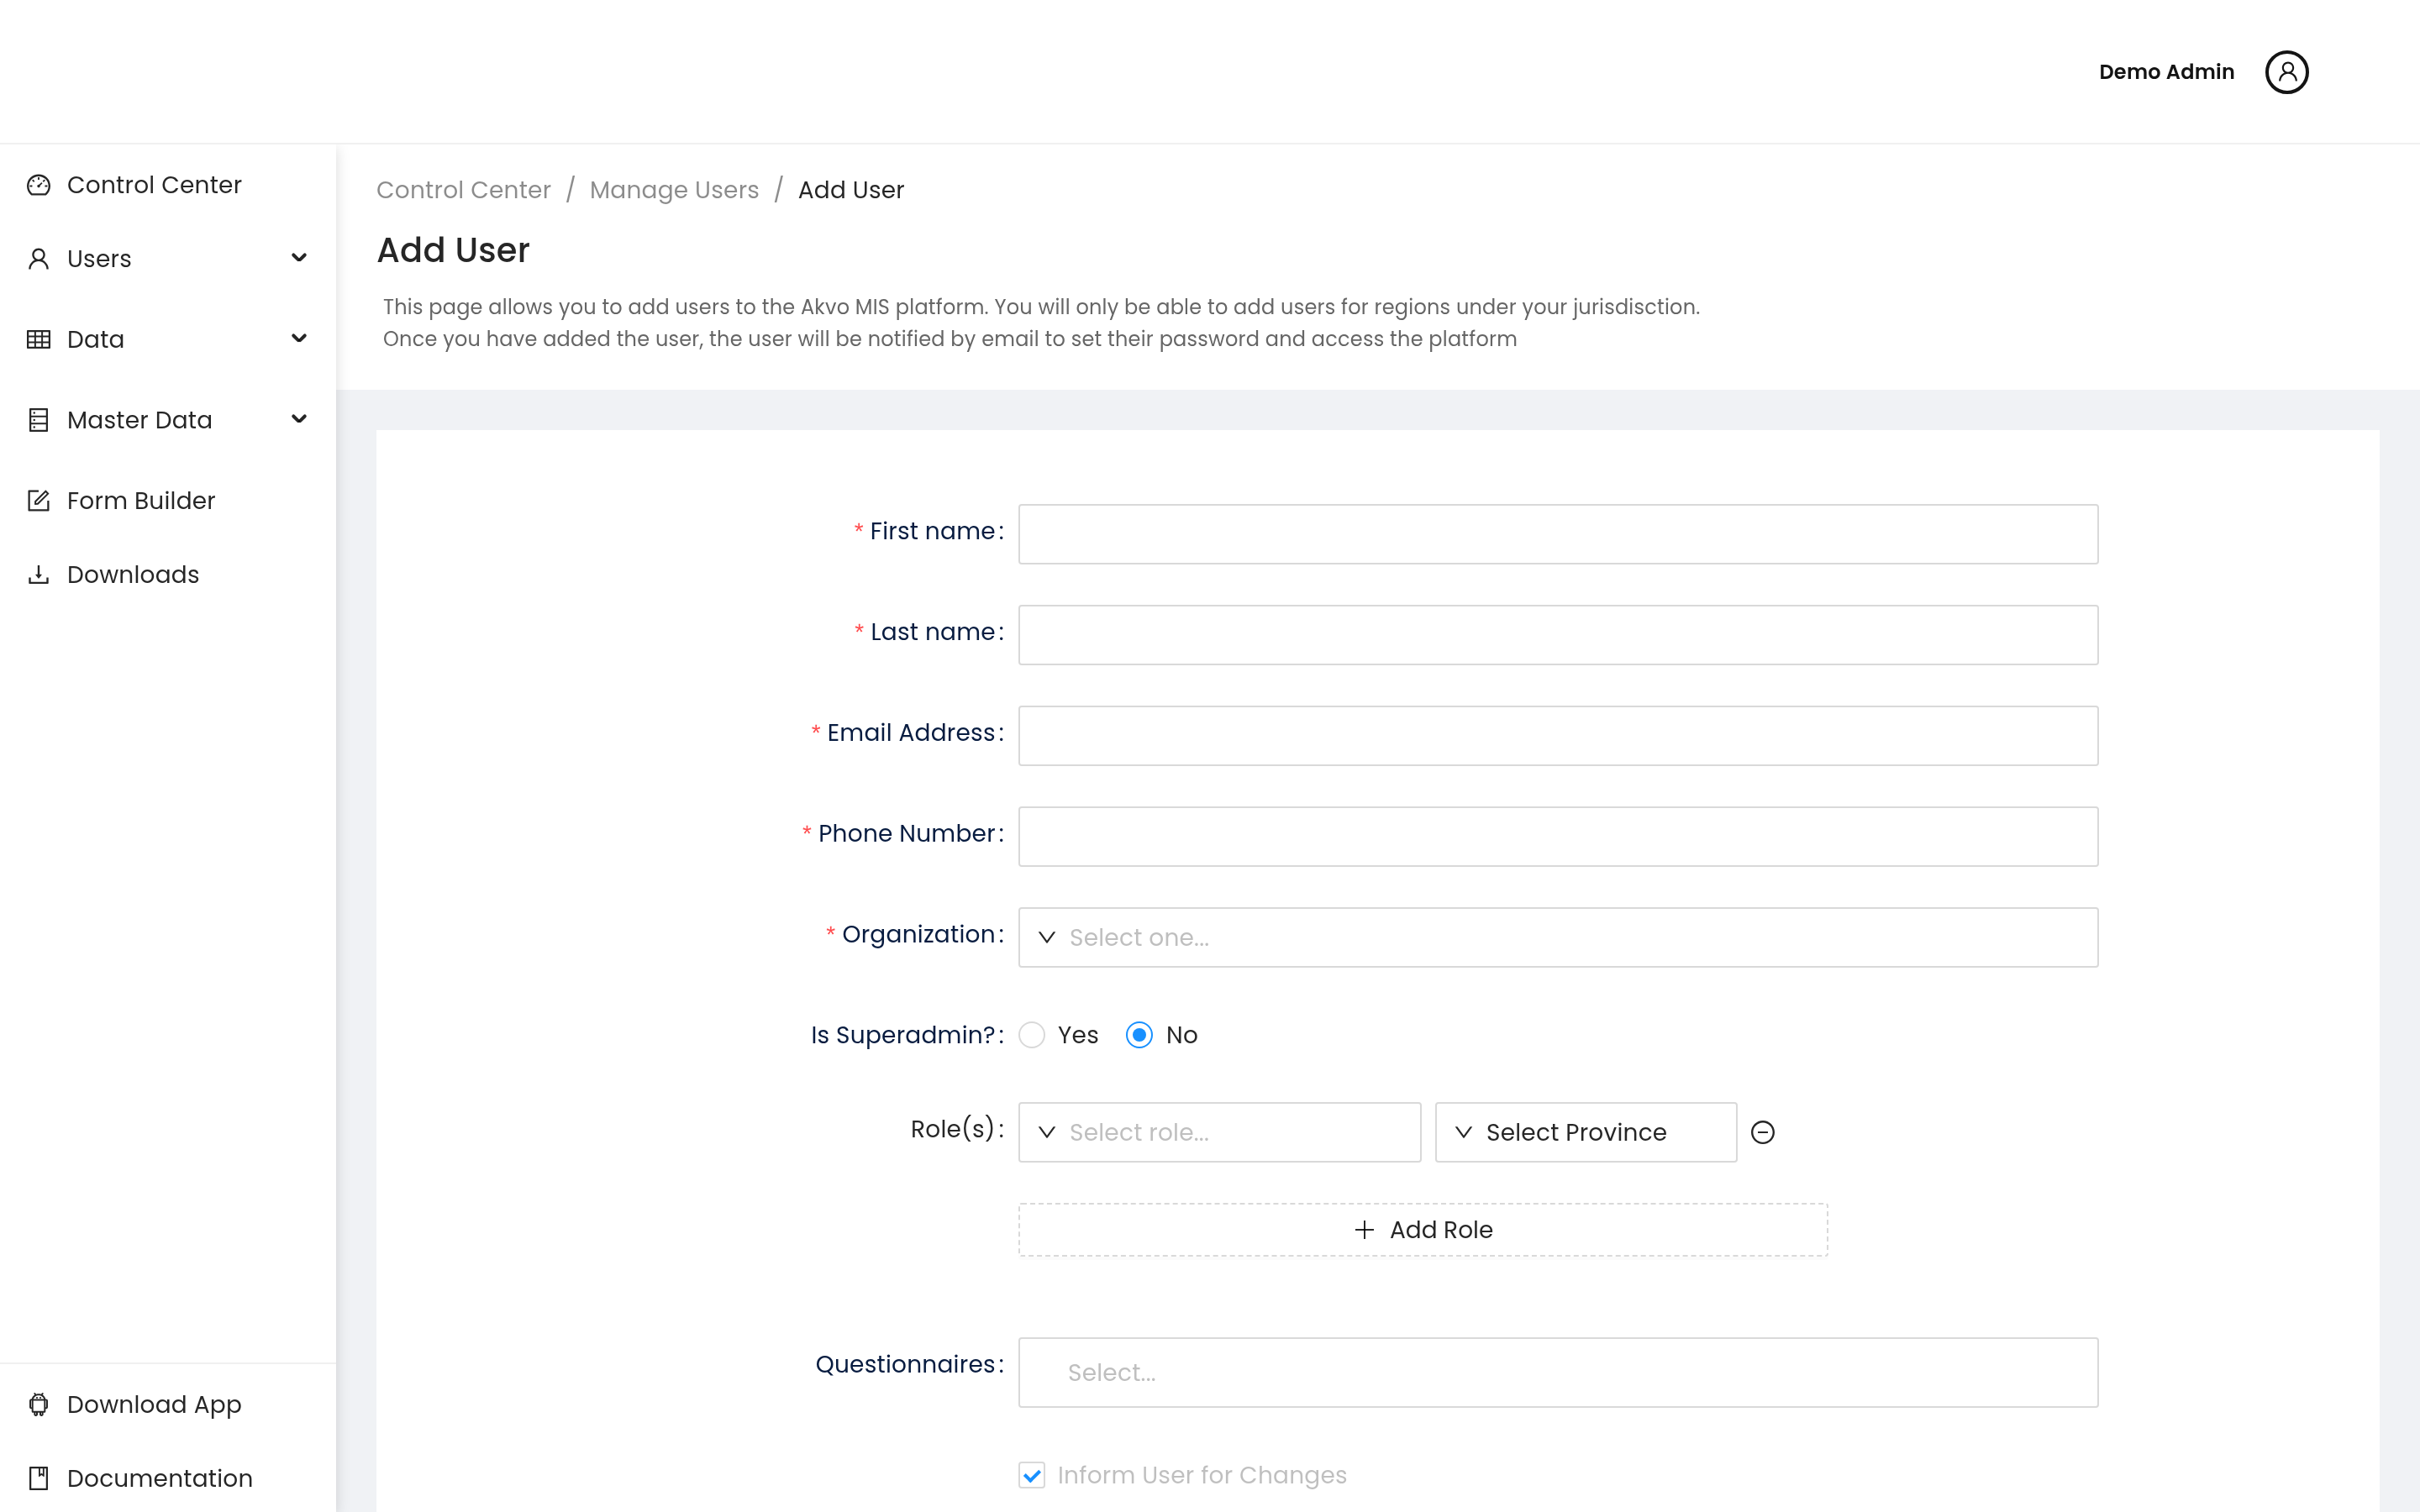 Demo Admin
Control Center
Users
Data
Master Data
Form Builder
Downloads
Download App
Documentation
Control Center / Manage Users / Add User
Add User
This page allows you to add users to the Akvo MIS platform. You will only be able to add users for regions under your jurisdisction.
Once you have added the user, the user will be notified by email to set their password and access the platform
* First name:
* Last name:
* Email Address:
* Phone Number:
* Organization: Select one...
Is Superadmin?: Yes No
Role(s): Select role... Select Province
+ Add Role
Questionnaires: Select...
Inform User for Changes